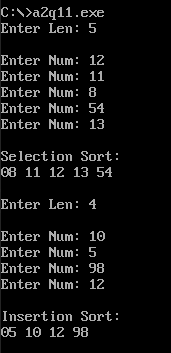 C:\>a2q11.exe
Enter Len: 5
Enter Num: 12
Enter Num: 11
Enter Num: 8
Enter Num: 54
Enter Num: 13
Selection Sort:
08 11 12 13 54
Enter Len: 4
Enter Num: 10
Enter Num: 5
Enter Num: 98
Enter Num: 12
Insertion Sort:
05 10 12 98